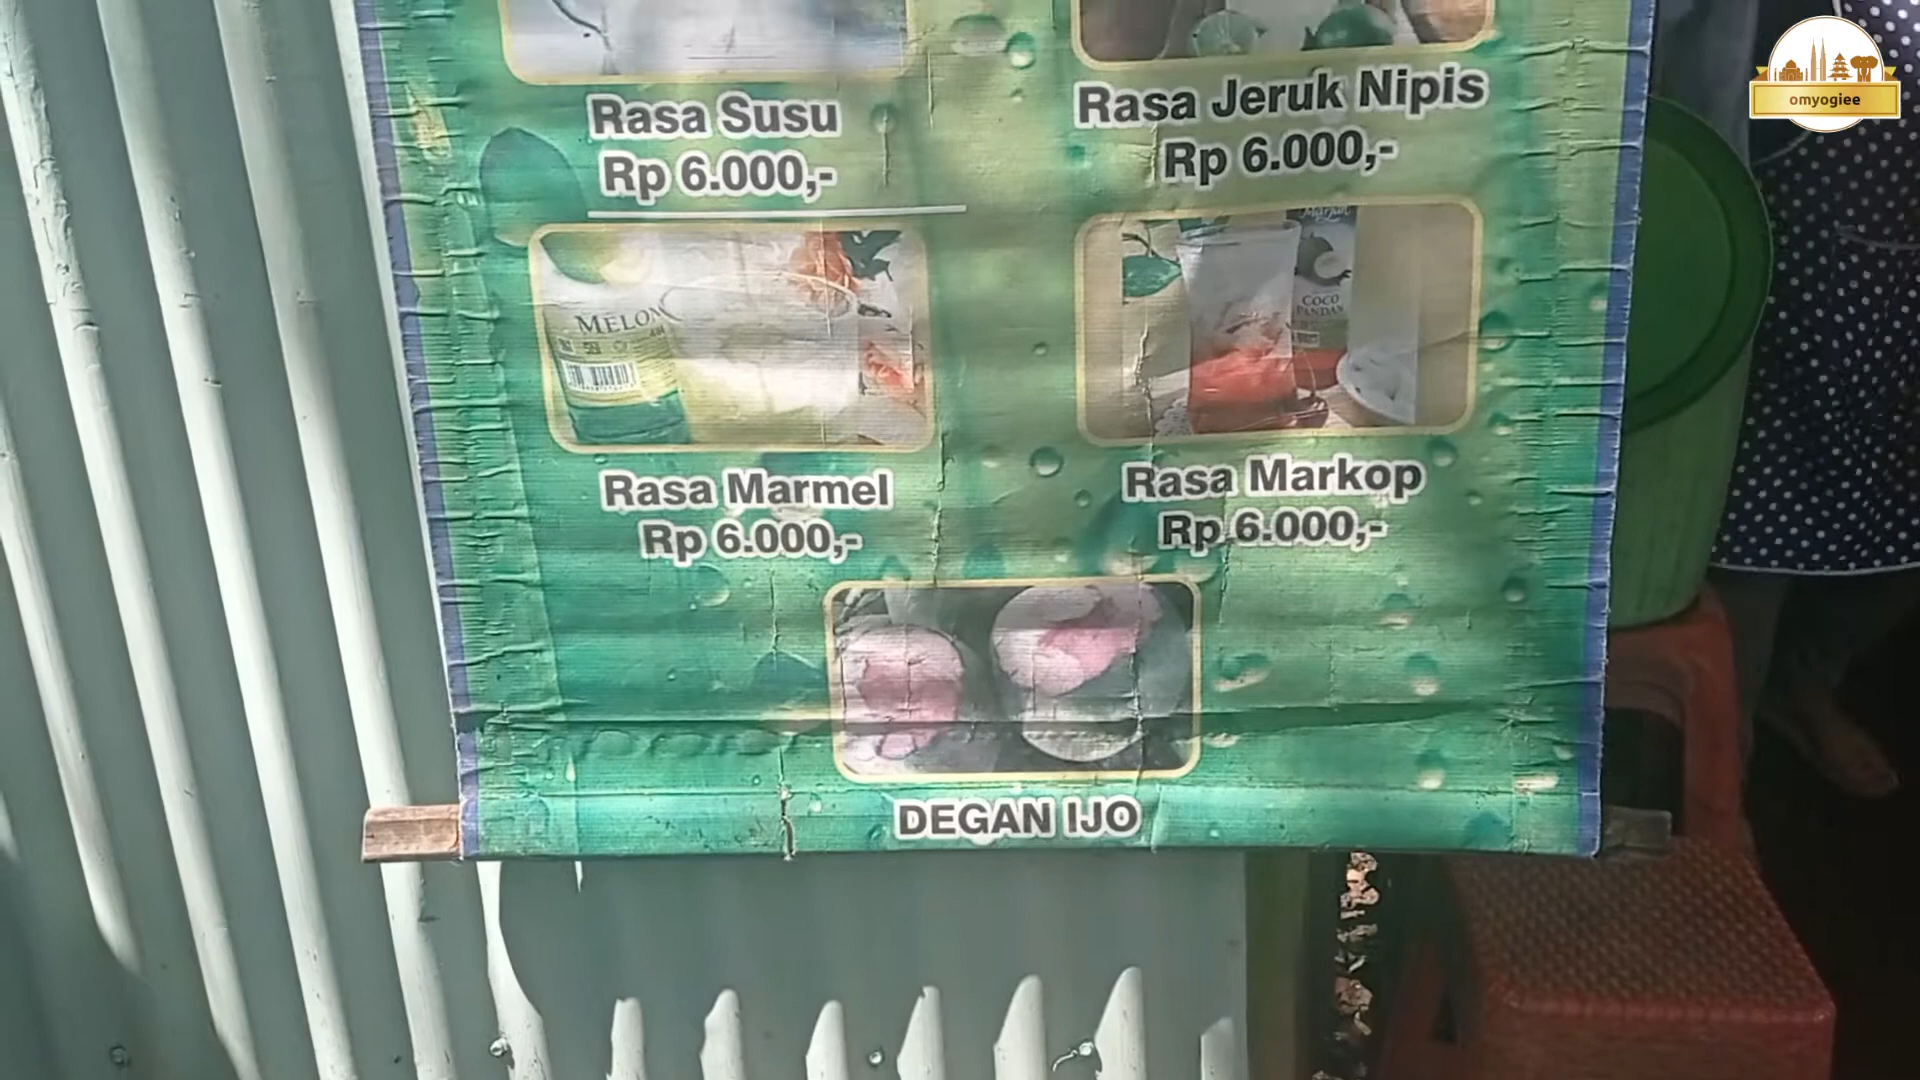 omyogiee
Rasa Susu
Rp 6.000,-
Rasa Jeruk Nipis
Rp 6.000,-
MELON
Marjan
COCO
PANDAN
Rasa Marmel
Rp 6.000,-
Rasa Markop
Rp 6.000,-
DEGAN IJO